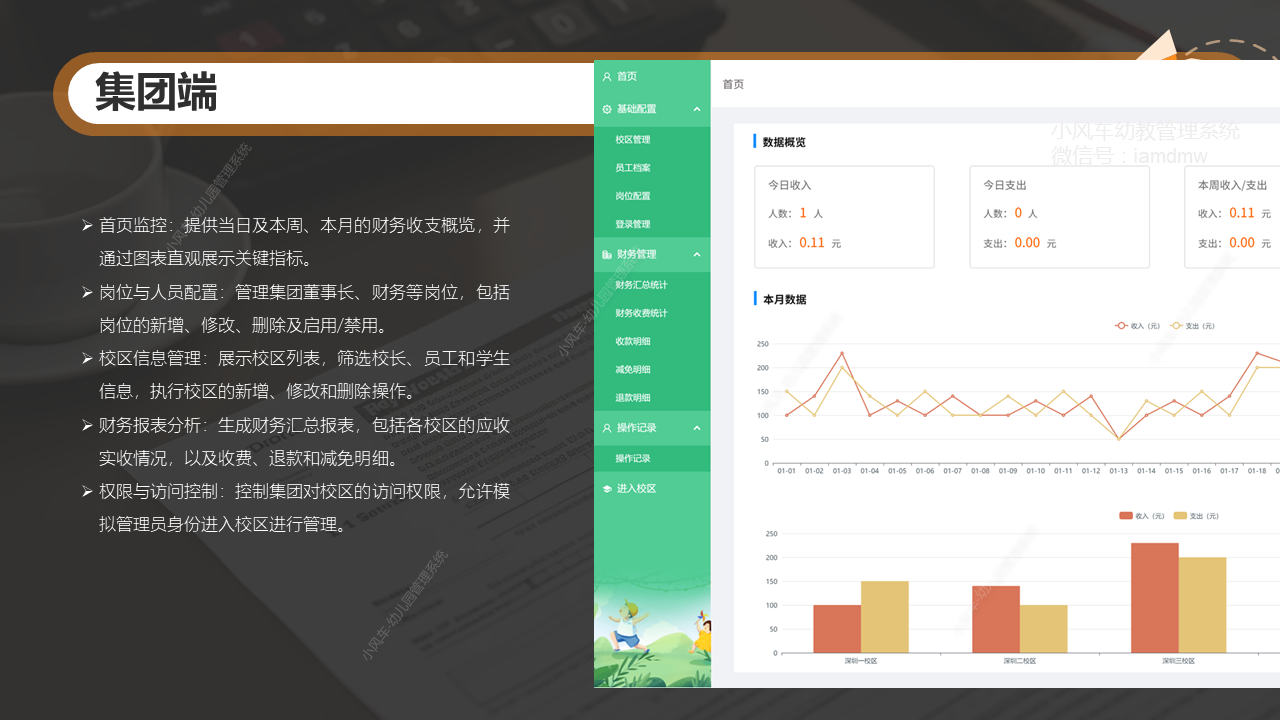 集团端
➢ 首页监控：提供当日及本周、本月的财务收支概览，并
通过图表直观展示关键指标。
➢ 岗位与人员配置：管理集团董事长、财务等岗位，包括
岗位的新增、修改、删除及启用/禁用。
➢ 校区信息管理：展示校区列表，筛选校长、员工和学生
信息，执行校区的新增、修改和删除操作。
➢ 财务报表分析：生成财务汇总报表，包括各校区的应收
实收情况，以及收费、退款和减免明细。
➢ 权限与访问控制：控制集团对校区的访问权限，允许模
拟管理员身份进入校区进行管理。
首页
基础配置
校区管理
员工档案
岗位配置
登录管理
财务管理
财务汇总统计
财务收费统计
收款明细
减免明细
退款明细
操作记录
操作记录
进入校区
首页
小风车幼教管理系统
微信号：iamdmw
数据概览
今日收入
人数： 1 人
收入： 0.11 元
今日支出
人数： 0 人
支出： 0.00 元
本周收入/支出
收入： 0.11 元
支出： 0.00 元
本月数据
收入（元） 支出（元）
250
200
150
100
50
0
01-01 01-02 01-03 01-04 01-05 01-06 01-07 01-08 01-09 01-10 01-11 01-12 01-13 01-14 01-15 01-16 01-17 01-18
收入（元） 支出（元）
250
200
150
100
50
0
深圳一校区 深圳二校区 深圳三校区
小风车-幼儿园管理系统
小风车-幼儿园管理系统